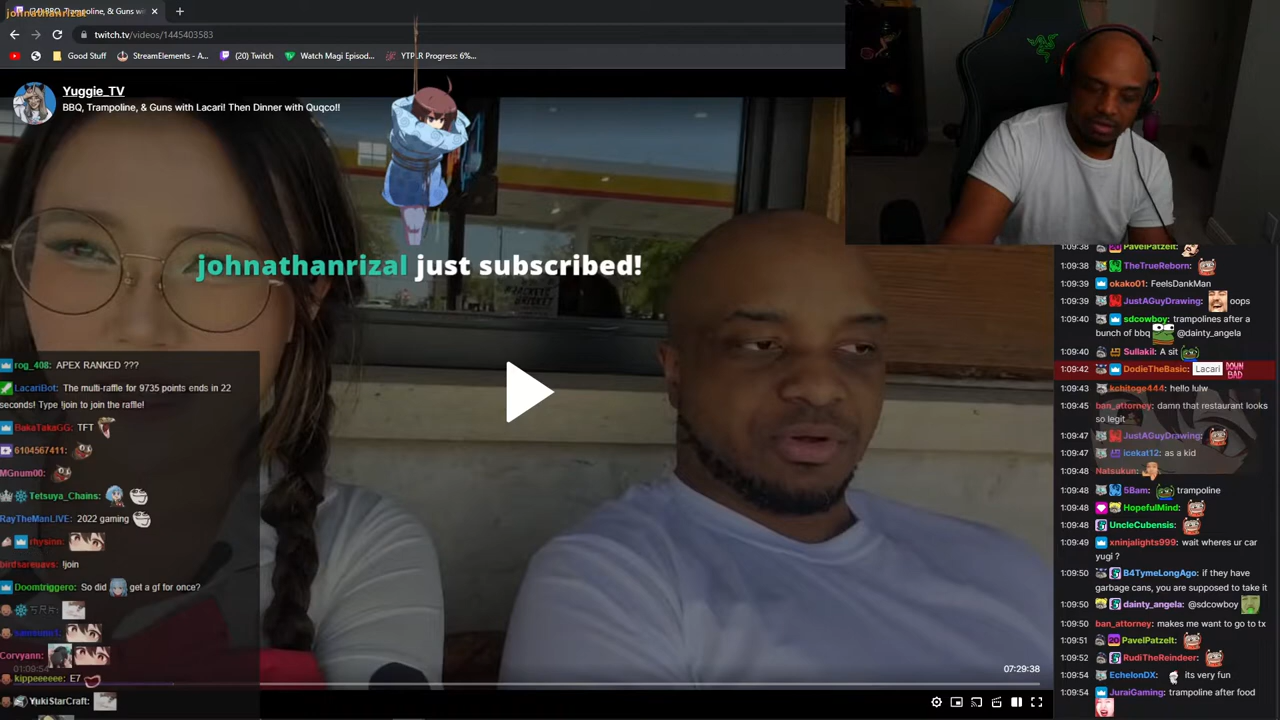 johnathanrizal
(20) BBQ, Trampoline, & Guns wi
twitch.tv/videos/1445403583
Good Stuff
StreamElements - A...
(20) Twitch
Watch Magi Episod...
YTPLR Progress: 6%...
Yuggie_TV
BBQ, Trampoline, & Guns with Lacari! Then Dinner with Quqco!!
johnathanrizal just subscribed!
rog_408: APEX RANKED ???
LacariBot: The multi-raffle for 9735 points ends in 22
seconds! Type !join to join the raffle!
BakaTakaGG: TFT
6104567411:
MGnum00:
Tetsuya_Chains:
RayTheManLIVE: 2022 gaming
rhysinn:
birdsareuavs: !join
Doomtriggero: So did get a gf for once?
Corvyann:
01:09:54
kippeeeeee: E7
YukiStarCraft:
07:29:38
1:09:38 PavelPatzelt:
1:09:38 TheTrueReborn:
1:09:39 okako01: FeelsDankMan
1:09:39 JustAGuyDrawing: oops
1:09:40 sdcowboy: trampolines after a
bunch of bbq @dainty_angela
1:09:40 Sullakil: A sit
1:09:42 DodieTheBasic: Lacari DOWN BAD
1:09:43 kchitoge444: hello lulw
1:09:45 ban_attorney: damn that restaurant looks
so legit
1:09:47 JustAGuyDrawing:
1:09:47 icekat12: as a kid
1:09:48 Natsukun:
1:09:48 5Bam: trampoline
1:09:48 HopefulMind:
1:09:48 UncleCubensis:
1:09:49 xninjalights999: wait wheres ur car
yugi ?
1:09:50 B4TymeLongAgo: if they have
garbage cans, you are supposed to take it
1:09:50 dainty_angela: @sdcowboy
1:09:50 ban_attorney: makes me want to go to tx
1:09:51 PavelPatzelt:
1:09:52 RudiTheReindeer:
1:09:54 EchelonDX: its very fun
1:09:54 JuraiGaming: trampoline after food